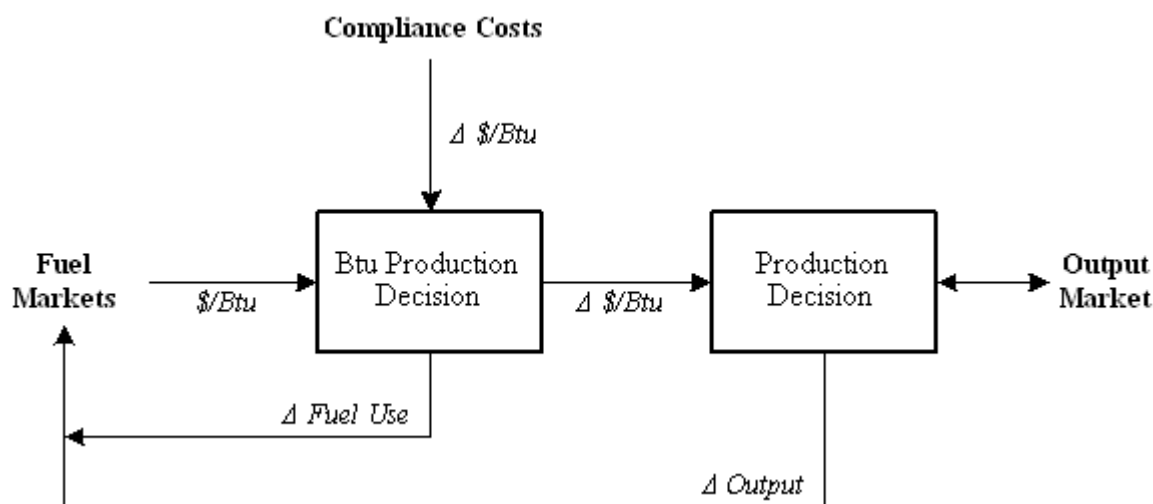 Compliance Costs
Δ $/Btu
Fuel
Markets
$/Btu
Btu Production
Decision
Δ $/Btu
Production
Decision
Output
Market
Δ Fuel Use
Δ Output